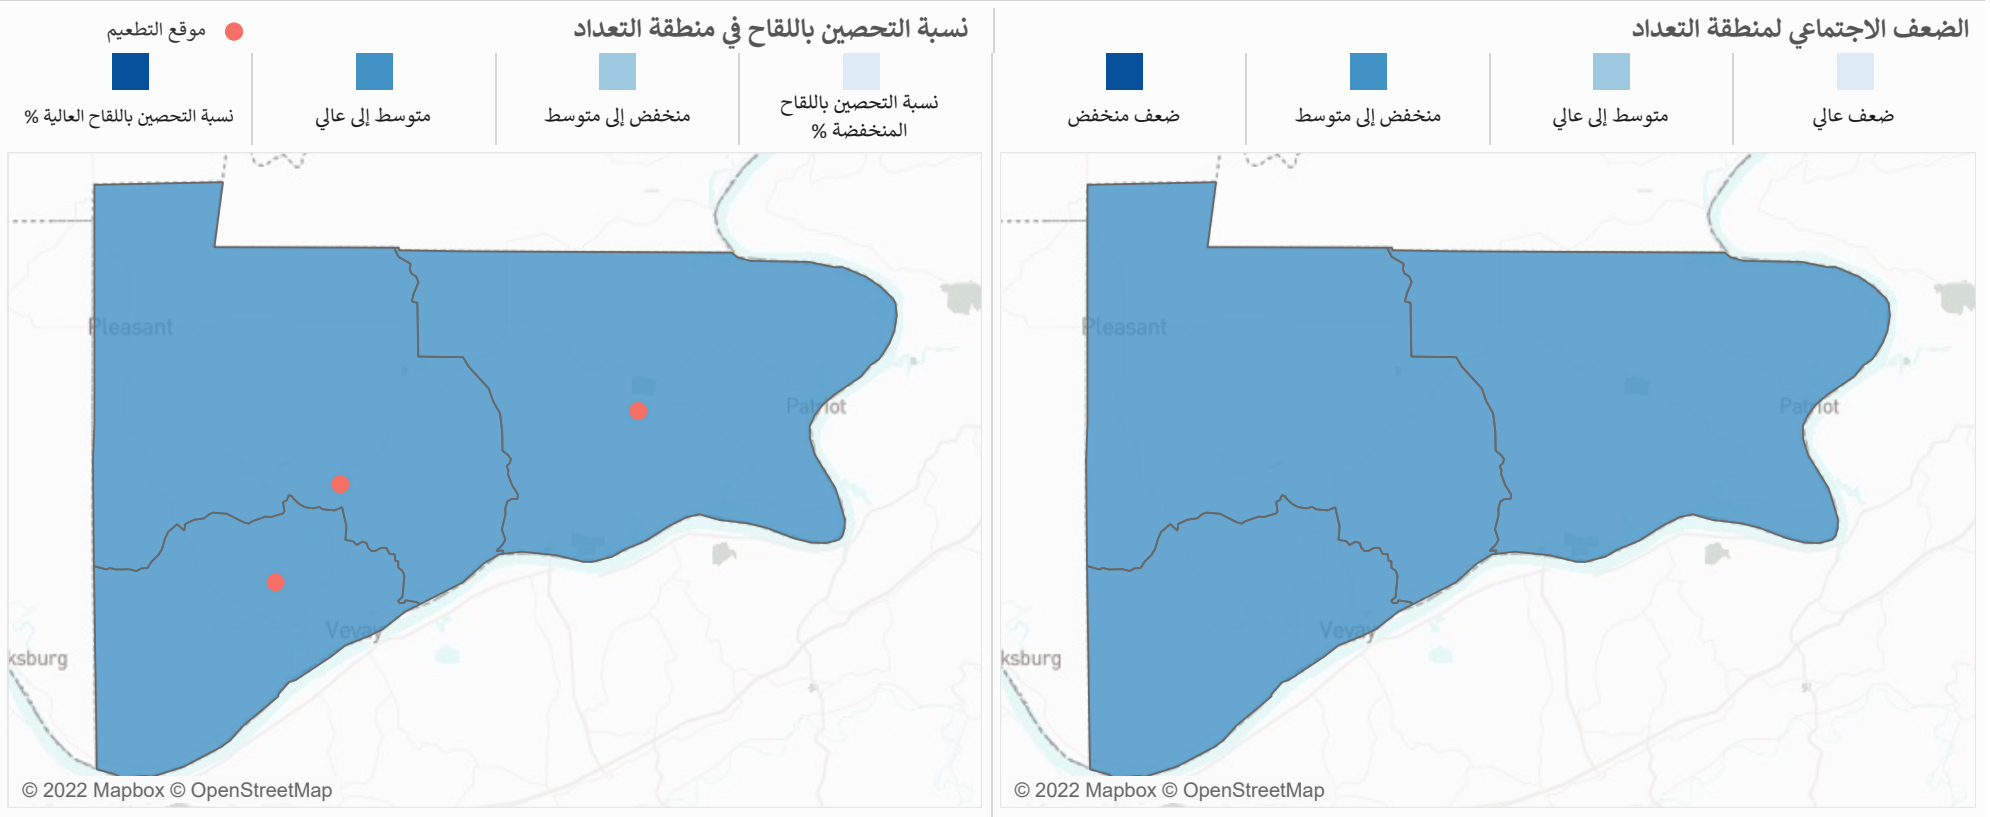 الضعف الاجتماعي لمنطقة التعداد
ضعف عالي
متوسط إلى عالي
منخفض إلى متوسط
ضعف منخفض
Pleasant
Patriot
Vevay
ksburg
© 2022 Mapbox © OpenStreetMap
نسبة التحصين باللقاح في منطقة التعداد
موقع التطعيم
نسبة التحصين باللقاح
المنخفضة %
منخفض إلى متوسط
متوسط إلى عالي
نسبة التحصين باللقاح العالية %
Pleasant
Patriot
Vevay
ksburg
© 2022 Mapbox © OpenStreetMap